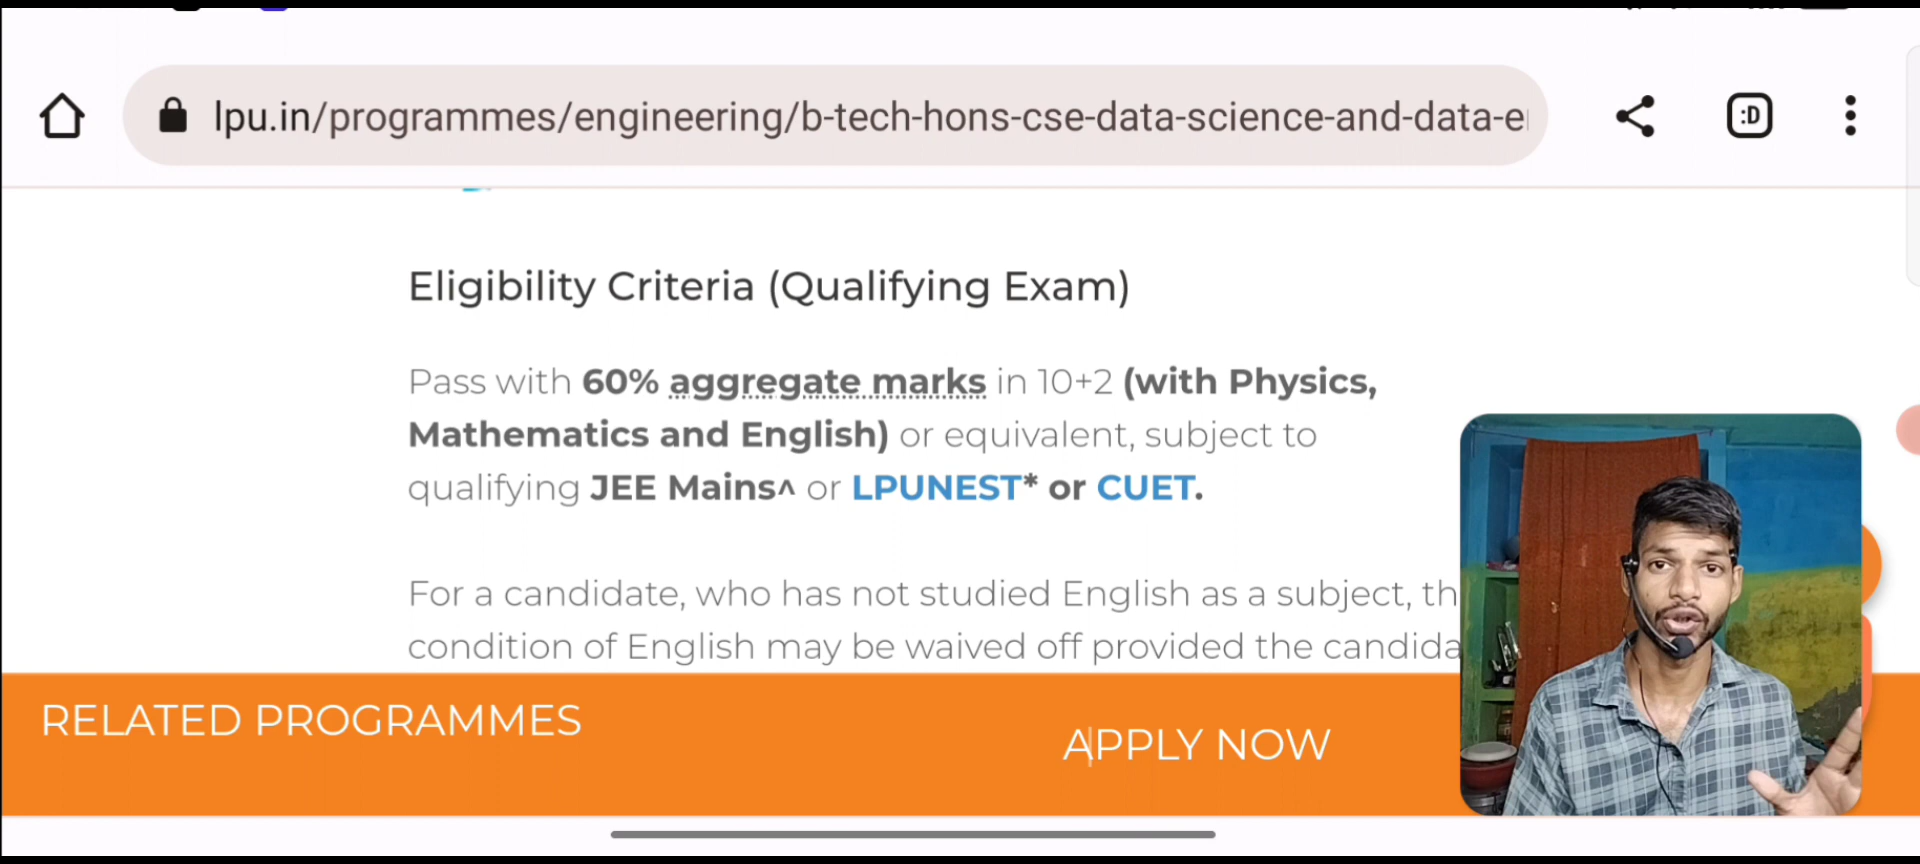 lpu.in/programmes/engineering/b-tech-hons-cse-data-science-and-data-e
:D
Eligibility Criteria (Qualifying Exam)
Pass with 60% aggregate marks in 10+2 (with Physics,
Mathematics and English) or equivalent, subject to
qualifying JEE Mains^ or LPUNEST* or CUET.
For a candidate, who has not studied English as a subject, th
condition of English may be waived off provided the candida
RELATED PROGRAMMES
APPLY NOW